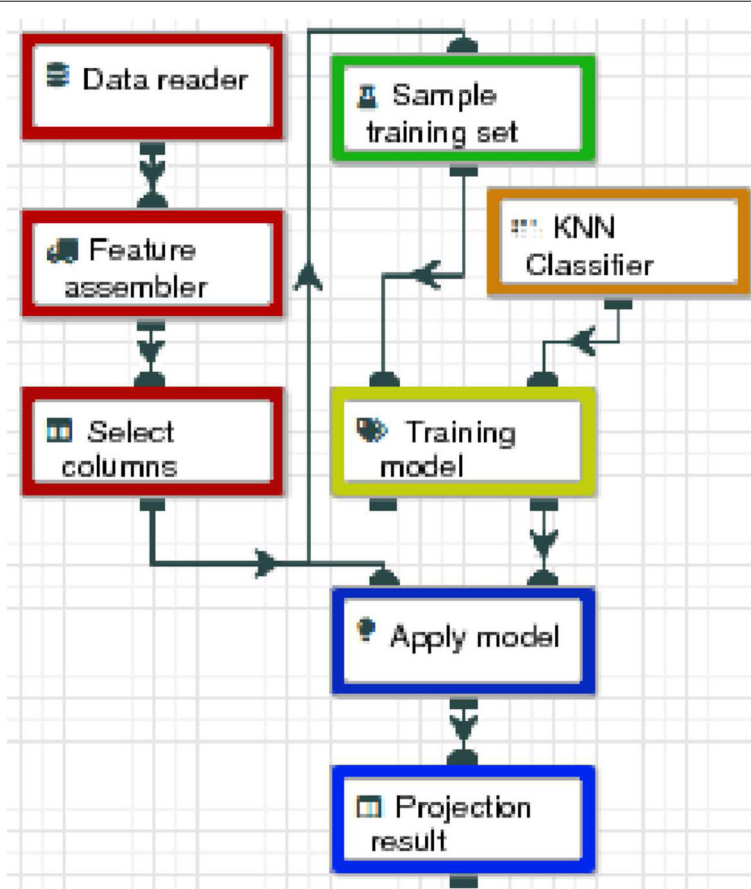 Data reader
Feature
assembler
Select
columns
Sample
training set
KNN
Classifier
Training
model
Apply model
Projection
result